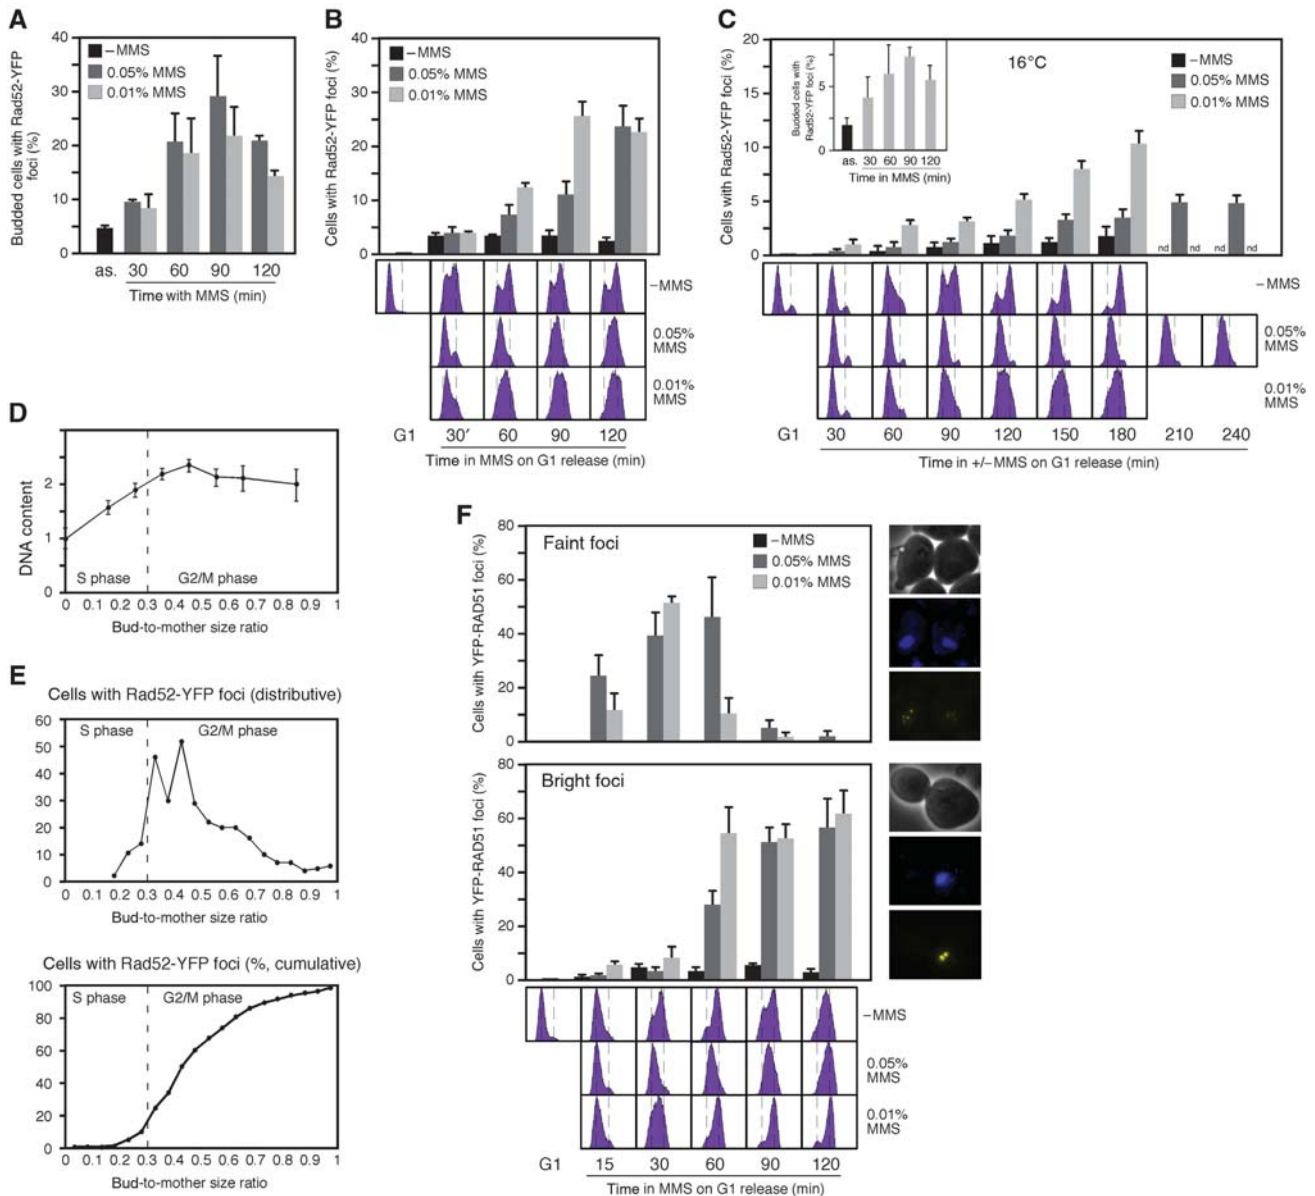 A
Budded cells with Rad52-YFP
foci (%)
40
30
20
10
0
–MMS
0.05% MMS
0.01% MMS
as. 30 60 90 120
Time with MMS (min)
B
Cells with Rad52-YFP foci (%)
40
30
20
10
0
–MMS
0.05% MMS
0.01% MMS
–MMS
0.05%
MMS
0.01%
MMS
G1 30′ 60 90 120
Time in MMS on G1 release (min)
C
Cells with Rad52-YFP foci (%)
20
15
10
5
0
Budded cells with
Rad52-YFP foci (%)
5
0
as. 30 60 90 120
Time in MMS (min)
16°C
–MMS
0.05% MMS
0.01% MMS
nd nd nd nd
–MMS
0.05%
MMS
0.01%
MMS
G1 30 60 90 120 150 180 210 240
Time in +/–MMS on G1 release (min)
D
DNA content
2
1
0
S phase G2/M phase
0 0.1 0.2 0.3 0.4 0.5 0.6 0.7 0.8 0.9 1
Bud-to-mother size ratio
E
Cells with Rad52-YFP foci (distributive)
60
50
40
30
20
10
0
S phase G2/M phase
0 0.1 0.2 0.3 0.4 0.5 0.6 0.7 0.8 0.9 1
Bud-to-mother size ratio
Cells with Rad52-YFP foci (%, cumulative)
100
80
60
40
20
0
S phase G2/M phase
0 0.1 0.2 0.3 0.4 0.5 0.6 0.7 0.8 0.9 1
Bud-to-mother size ratio
F
Cells with YFP-RAD51 foci (%)
80
60
40
20
0
Faint foci
–MMS
0.05% MMS
0.01% MMS
Cells with YFP-RAD51 foci (%)
80
60
40
20
0
Bright foci
–MMS
0.05%
MMS
0.01%
MMS
G1 15 30 60 90 120
Time in MMS on G1 release (min)